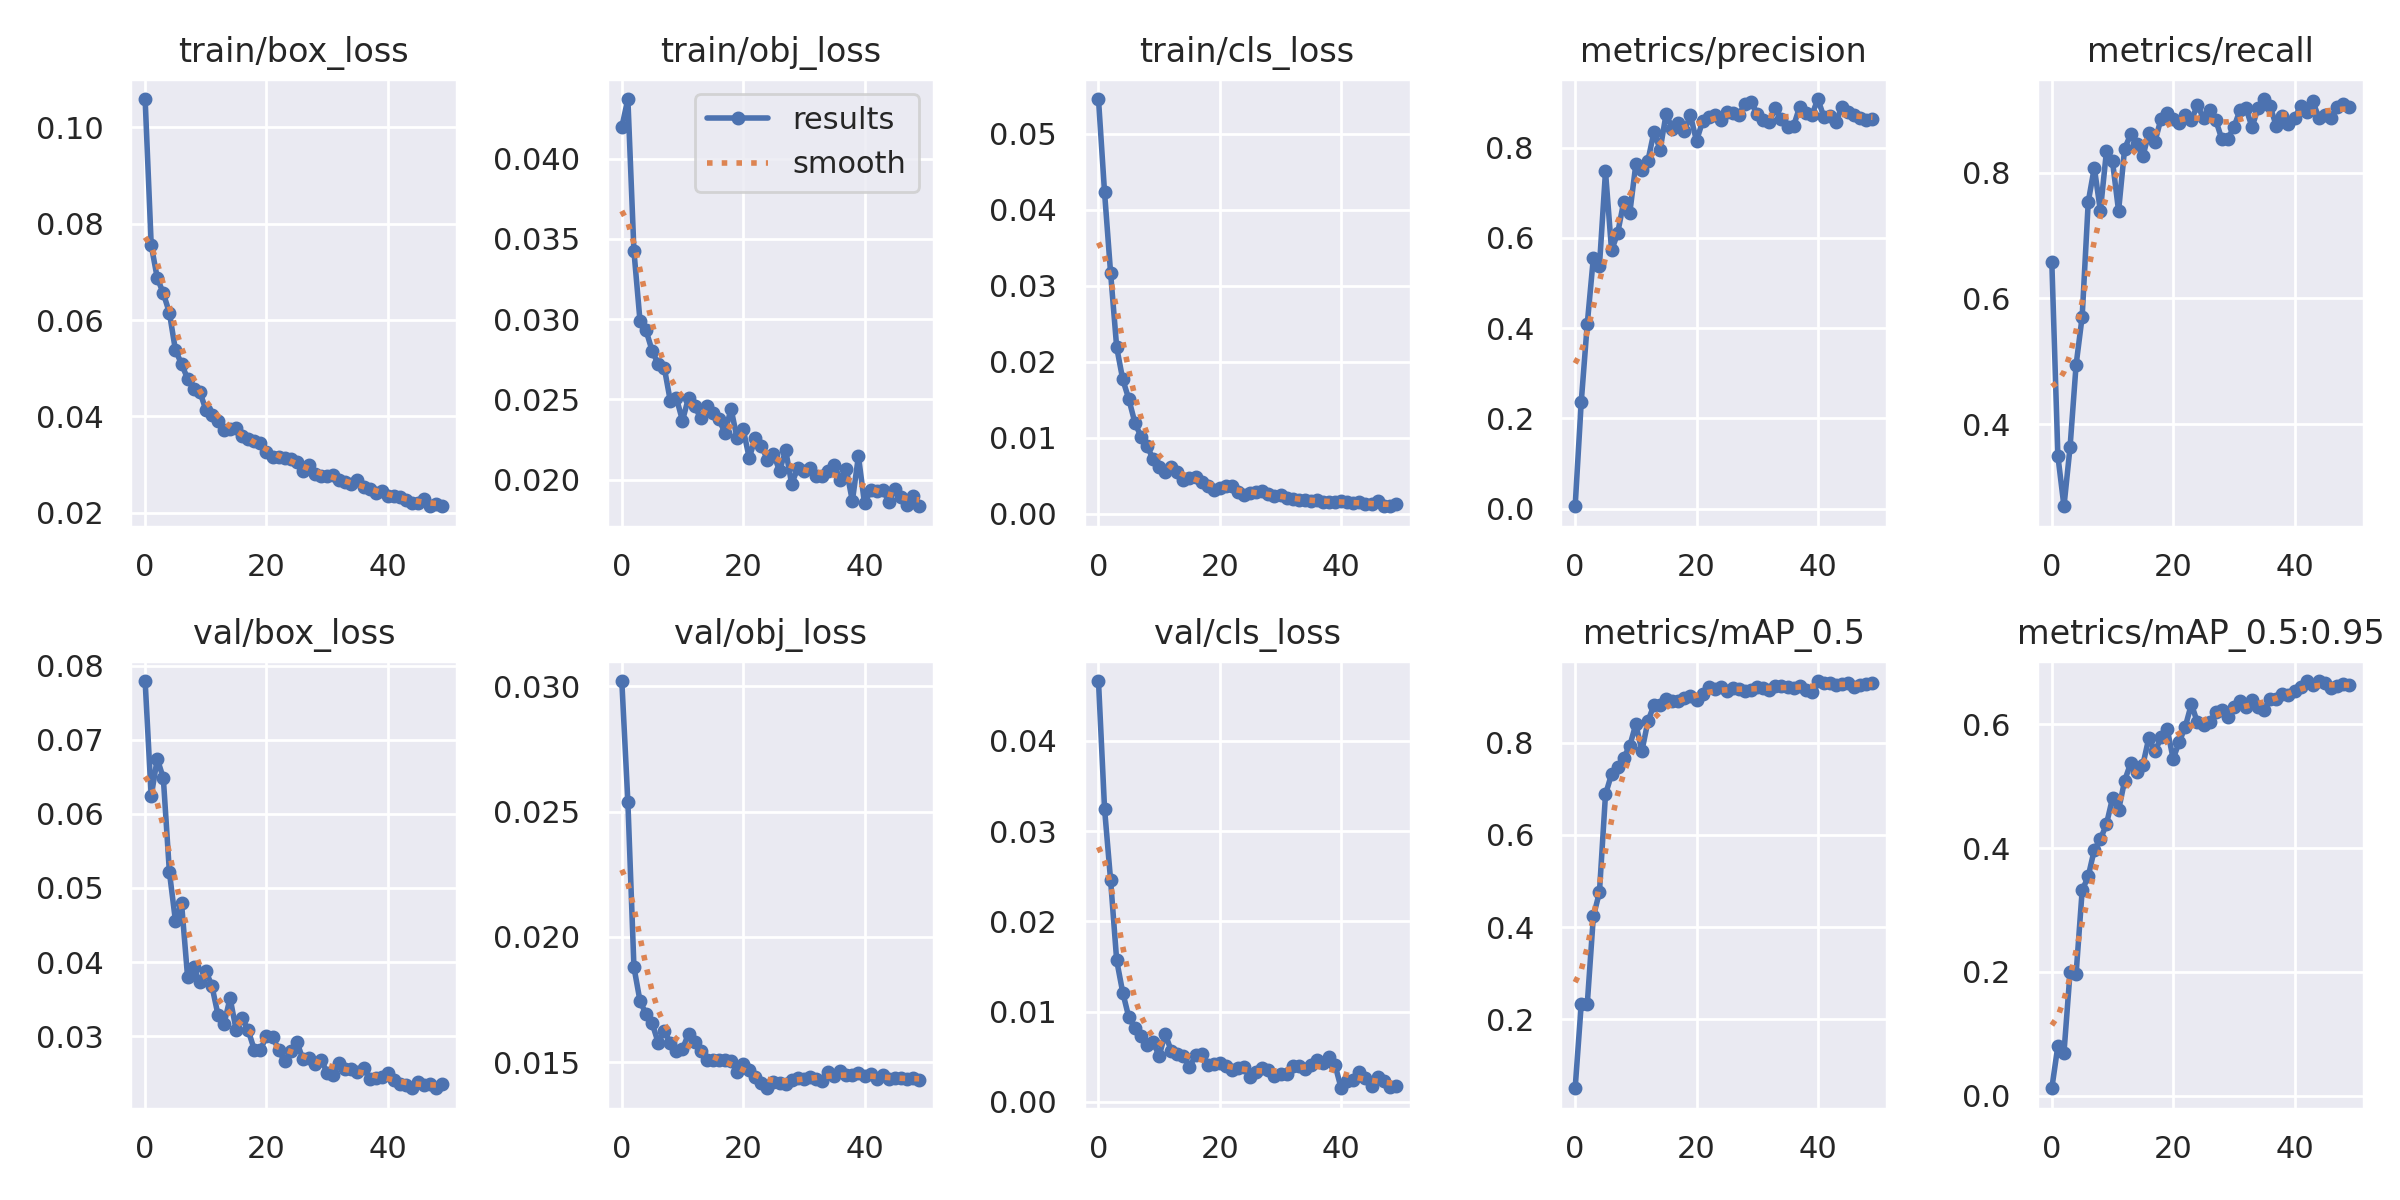 train/box_loss
train/obj_loss
train/cls_loss
metrics/precision
metrics/recall
0.10
0.08
0.06
0.04
0.02
0 20 40
results
smooth
0.040
0.035
0.030
0.025
0.020
0 20 40
0.05
0.04
0.03
0.02
0.01
0.00
0 20 40
0.8
0.6
0.4
0.2
0.0
0 20 40
0.8
0.6
0.4
0 20 40
val/box_loss
val/obj_loss
val/cls_loss
metrics/mAP_0.5
metrics/mAP_0.5:0.95
0.08
0.07
0.06
0.05
0.04
0.03
0 20 40
0.030
0.025
0.020
0.015
0 20 40
0.04
0.03
0.02
0.01
0.00
0 20 40
0.8
0.6
0.4
0.2
0 20 40
0.6
0.4
0.2
0.0
0 20 40